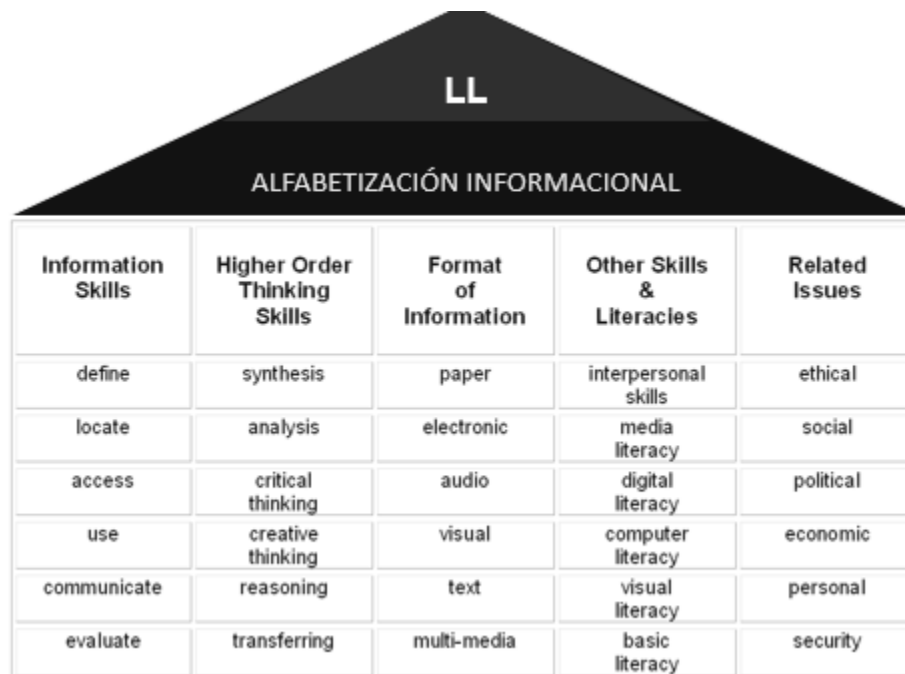 LL
ALFABETIZACIÓN INFORMACIONAL
Information Skills
Higher Order Thinking Skills
Format of Information
Other Skills & Literacies
Related Issues
define synthesis paper interpersonal skills ethical
locate analysis electronic media literacy social
access critical thinking audio digital literacy political
use creative thinking visual computer literacy economic
communicate reasoning text visual literacy personal
evaluate transferring multi-media basic literacy security